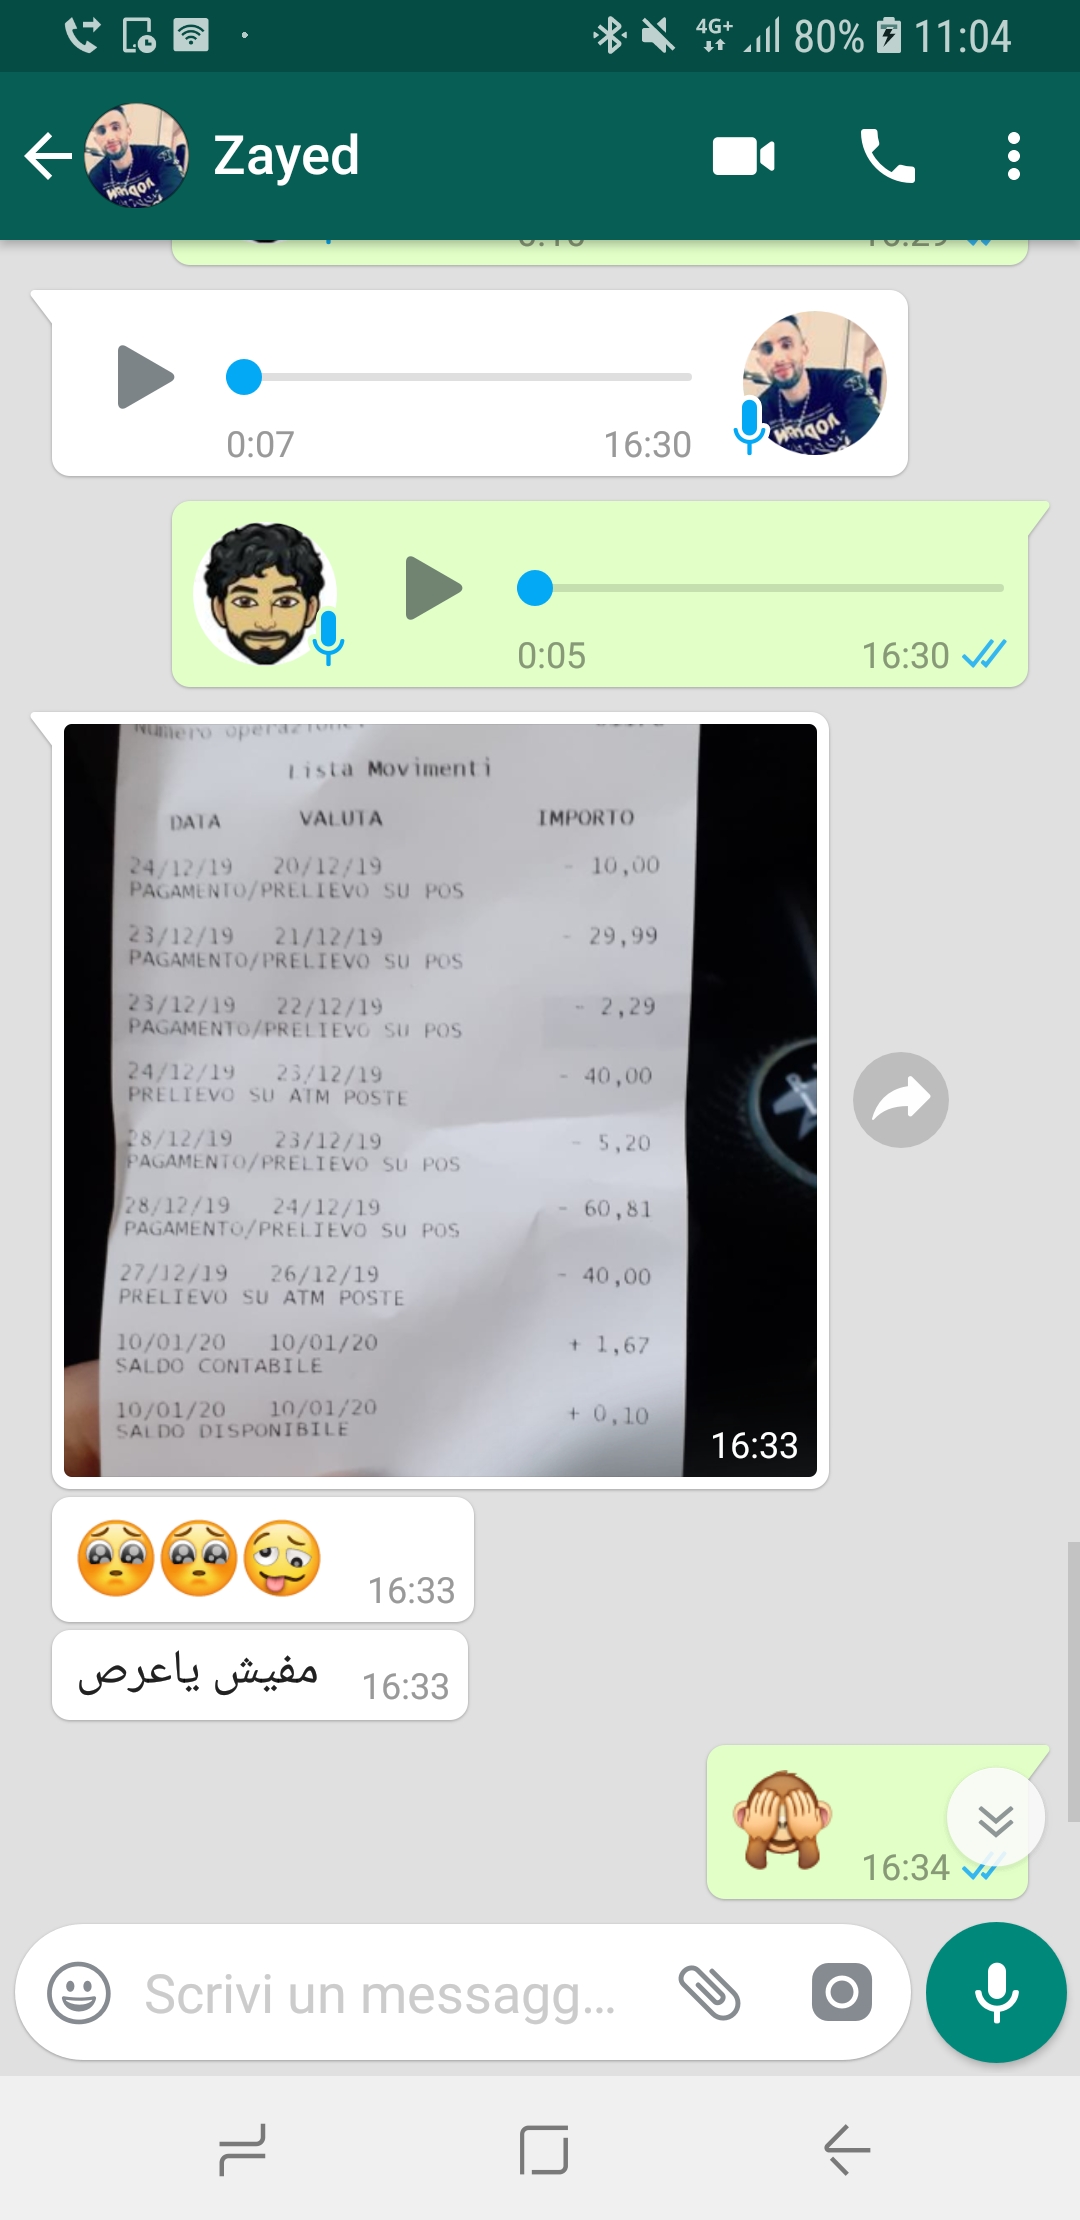 80% 11:04
4G+
Zayed
0:07 16:30
0:05 16:30
Numero operazione:
Lista Movimenti
DATA VALUTA IMPORTO
24/12/19 20/12/19 - 10,00
PAGAMENTO/PRELIEVO SU POS
23/12/19 21/12/19 - 29,99
PAGAMENTO/PRELIEVO SU POS
23/12/19 22/12/19 - 2,29
PAGAMENTO/PRELIEVO SU POS
24/12/19 23/12/19 - 40,00
PRELIEVO SU ATM POSTE
28/12/19 23/12/19 - 5,20
PAGAMENTO/PRELIEVO SU POS
28/12/19 24/12/19 - 60,81
PAGAMENTO/PRELIEVO SU POS
27/12/19 26/12/19 - 40,00
PRELIEVO SU ATM POSTE
10/01/20 10/01/20 + 1,67
SALDO CONTABILE
10/01/20 10/01/20 + 0,10
SALDO DISPONIBILE
16:33
16:33
مفيش ياعرص 16:33
16:34
Scrivi un messagg...